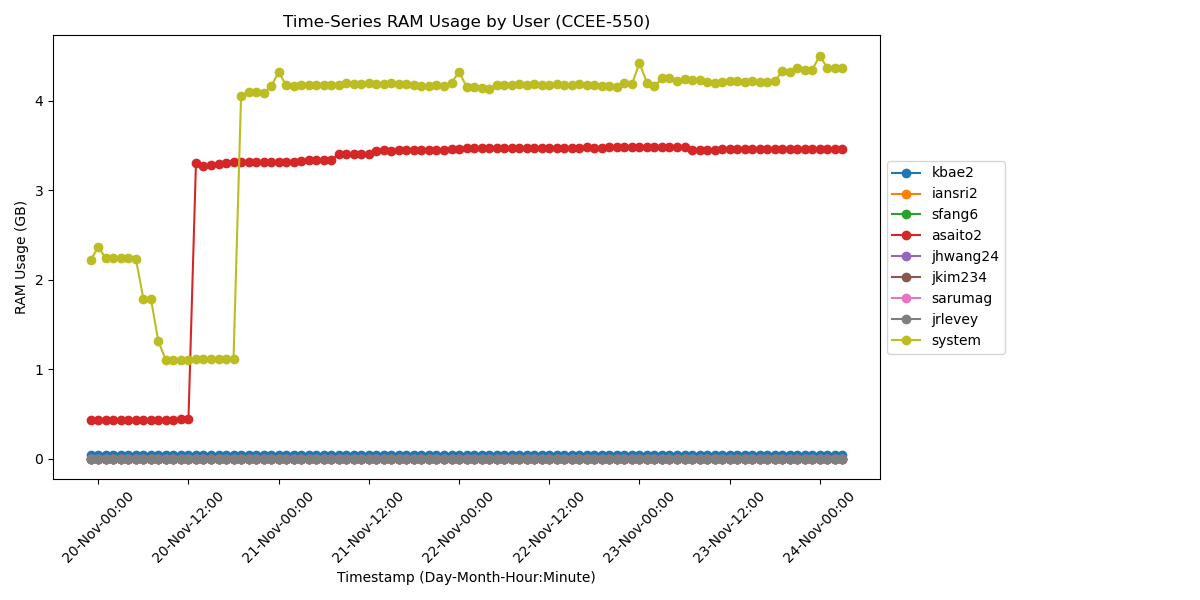 Time-Series RAM Usage by User (CCEE-550)
RAM Usage (GB)
4
3
2
1
0
20-Nov-00:00
20-Nov-12:00
21-Nov-00:00
21-Nov-12:00
22-Nov-00:00
22-Nov-12:00
23-Nov-00:00
23-Nov-12:00
24-Nov-00:00
Timestamp (Day-Month-Hour:Minute)
kbae2
iansri2
sfang6
asaito2
jhwang24
jkim234
sarumag
jrlevey
system